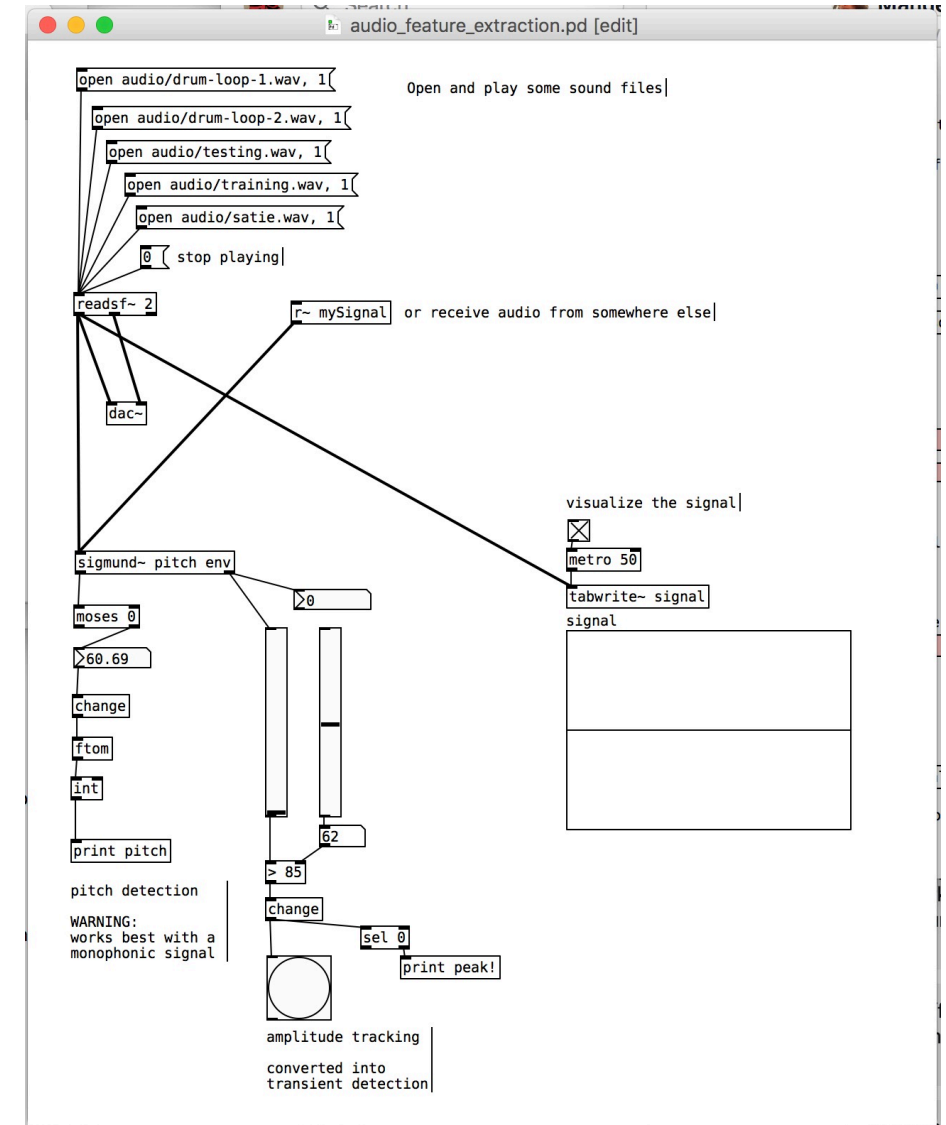 Search
audio_feature_extraction.pd [edit]
open audio/drum-loop-1.wav, 1
Open and play some sound files
open audio/drum-loop-2.wav, 1
open audio/testing.wav, 1
open audio/training.wav, 1
open audio/satie.wav, 1
0 stop playing
readsf~ 2
r~ mySignal or receive audio from somewhere else
dac~
visualize the signal
sigmund~ pitch env
metro 50
0
tabwrite~ signal
moses 0
signal
60.69
change
ftom
int
62
print pitch
> 85
pitch detection
change
WARNING:
works best with a
monophonic signal
sel 0
print peak!
amplitude tracking
converted into
transient detection